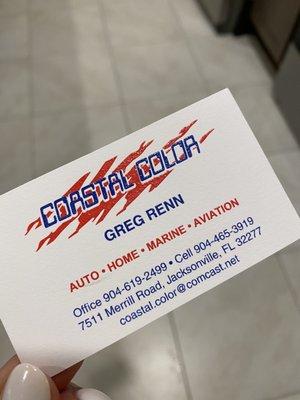 COASTAL COLOR
GREG RENN
AUTO • HOME • MARINE • AVIATION
Office 904-619-2499 • Cell 904-465-3919
7511 Merrill Road, Jacksonville, FL 32277
coastal.color@comcast.net